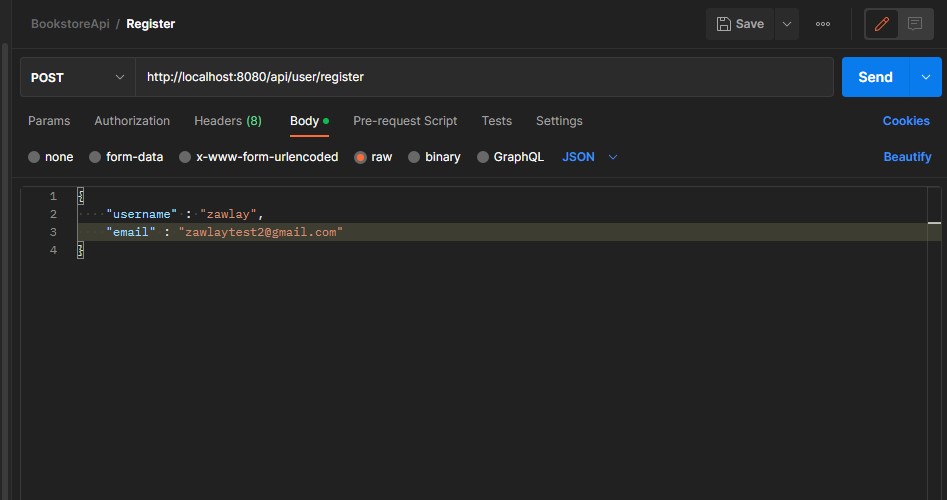 BookstoreApi / Register
Save
POST
http://localhost:8080/api/user/register
Send
Params Authorization Headers (8) Body Pre-request Script Tests Settings Cookies
none form-data x-www-form-urlencoded raw binary GraphQL JSON Beautify
1 {
2 "username" : "zawlay",
3 "email" : "zawlaytest2@gmail.com"
4 }